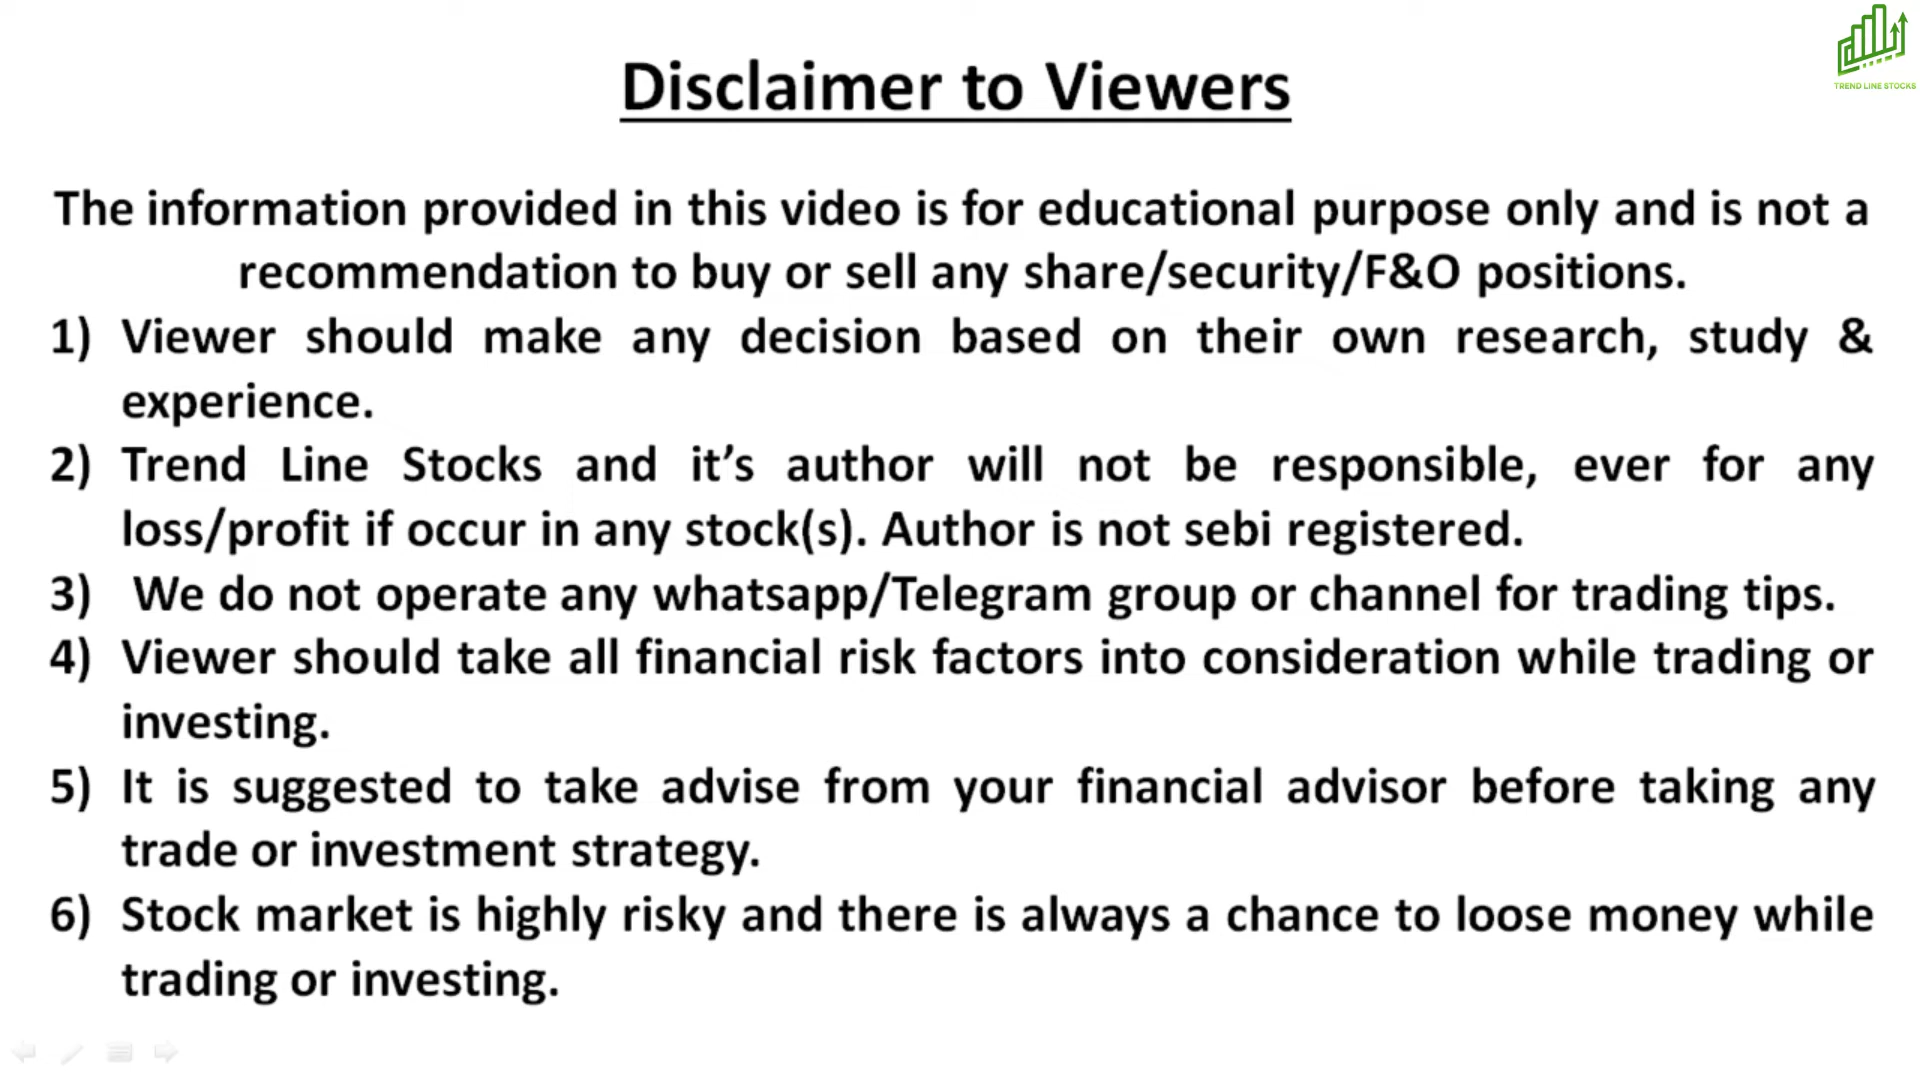 TREND LINE STOCKS
Disclaimer to Viewers
The information provided in this video is for educational purpose only and is not a
recommendation to buy or sell any share/security/F&O positions.
1) Viewer should make any decision based on their own research, study &
experience.
2) Trend Line Stocks and it’s author will not be responsible, ever for any
loss/profit if occur in any stock(s). Author is not sebi registered.
3) We do not operate any whatsapp/Telegram group or channel for trading tips.
4) Viewer should take all financial risk factors into consideration while trading or
investing.
5) It is suggested to take advise from your financial advisor before taking any
trade or investment strategy.
6) Stock market is highly risky and there is always a chance to loose money while
trading or investing.